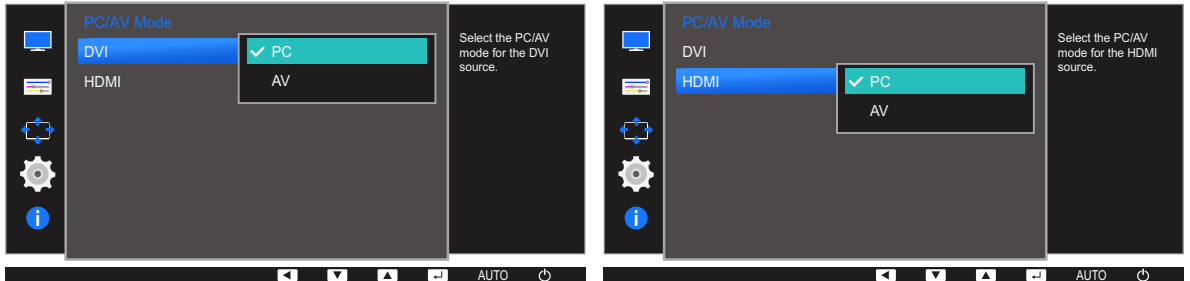 PC/AV Mode
DVI
PC
HDMI
AV
Select the PC/AV
mode for the DVI
source.
AUTO
PC/AV Mode
DVI
HDMI
PC
AV
Select the PC/AV
mode for the HDMI
source.
AUTO